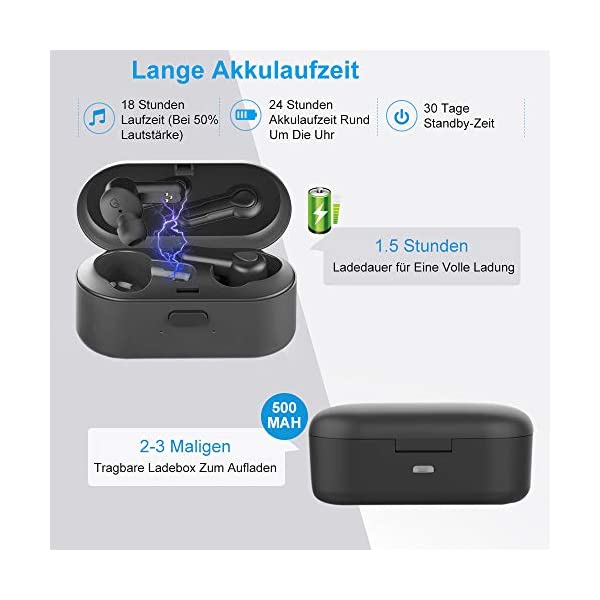 Lange Akkulaufzeit
18 Stunden
Laufzeit (Bei 50%
Lautstärke)
24 Stunden
Akkulaufzeit Rund
Um Die Uhr
30 Tage
Standby-Zeit
1.5 Stunden
Ladedauer für Eine Volle Ladung
500
MAH
2-3 Maligen
Tragbare Ladebox Zum Aufladen